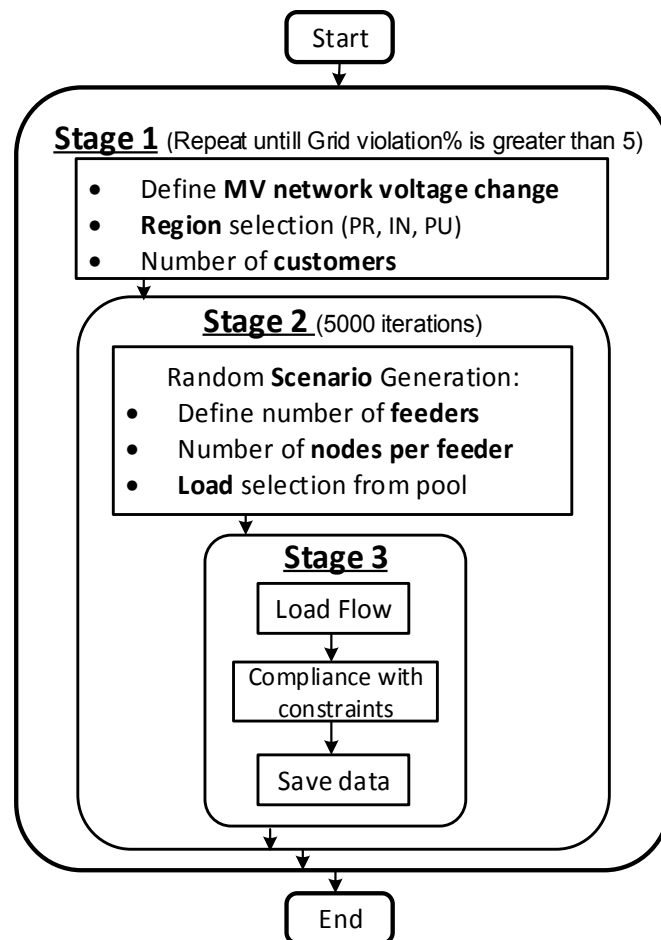 Start
Stage 1 (Repeat untill Grid violation% is greater than 5)
• Define MV network voltage change
• Region selection (PR, IN, PU)
• Number of customers
Stage 2 (5000 iterations)
Random Scenario Generation:
• Define number of feeders
• Number of nodes per feeder
• Load selection from pool
Stage 3
Load Flow
Compliance with
constraints
Save data
End